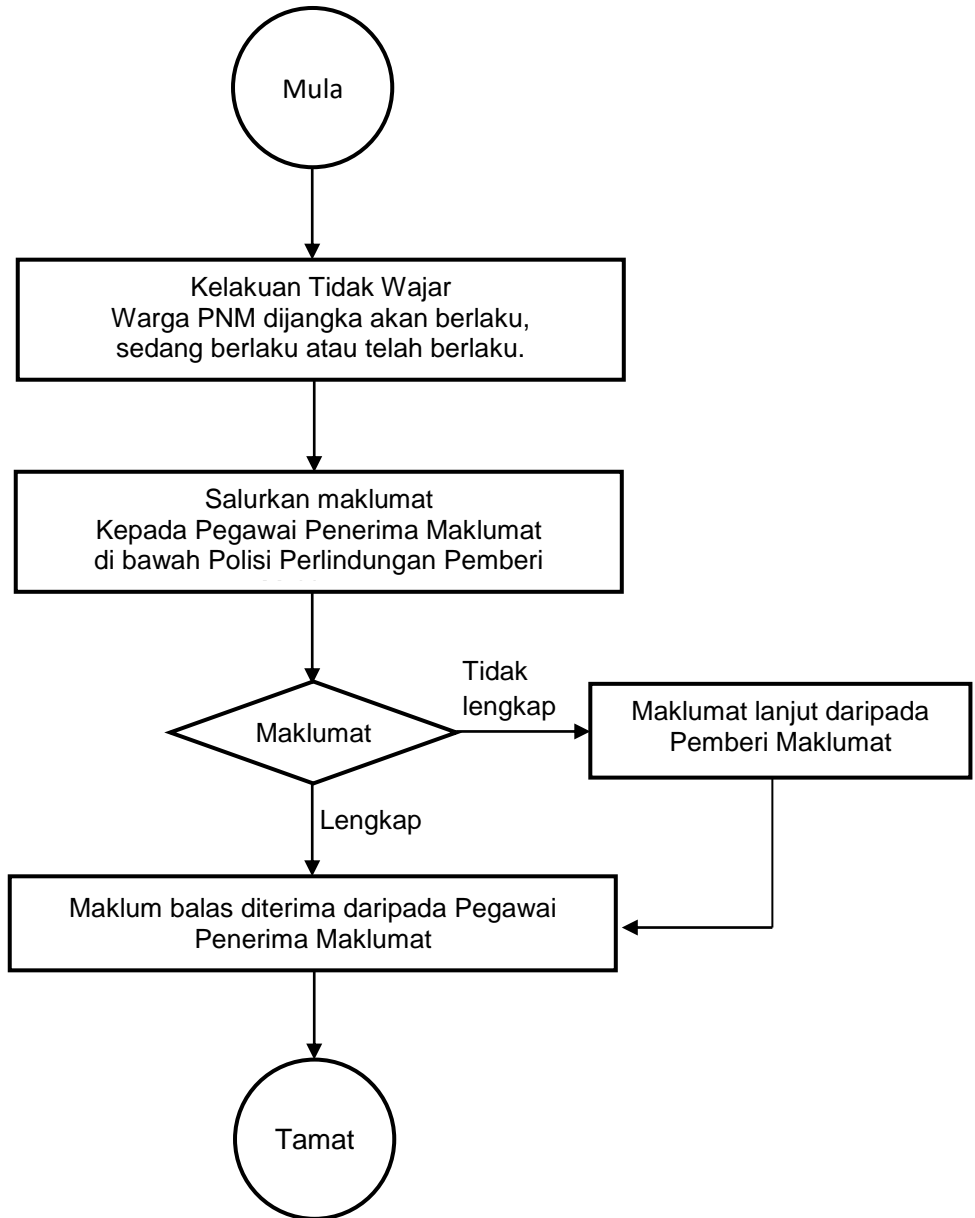 Mula
Kelakuan Tidak Wajar
Warga PNM dijangka akan berlaku,
sedang berlaku atau telah berlaku.
Salurkan maklumat
Kepada Pegawai Penerima Maklumat
di bawah Polisi Perlindungan Pemberi
Tidak
lengkap
Maklumat
Maklumat lanjut daripada
Pemberi Maklumat
Lengkap
Maklum balas diterima daripada Pegawai
Penerima Maklumat
Tamat